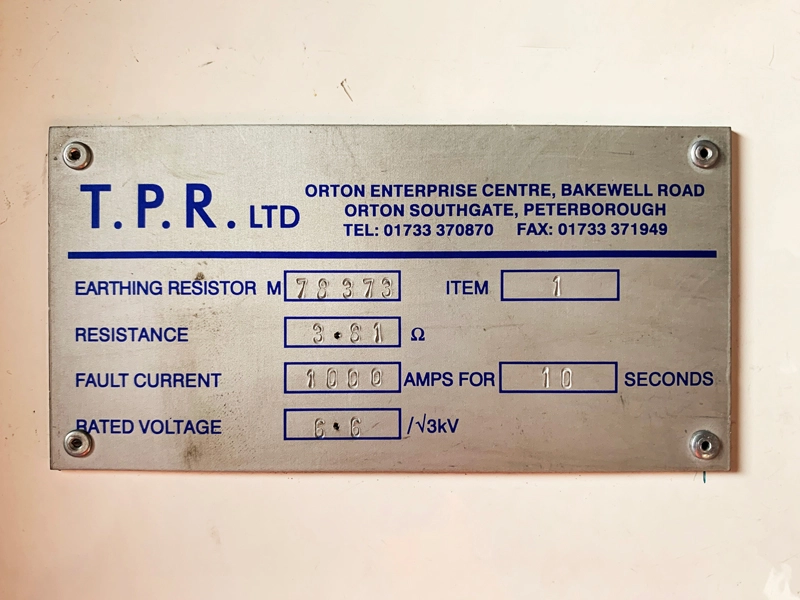 T.P.R. LTD
ORTON ENTERPRISE CENTRE, BAKEWELL ROAD
ORTON SOUTHGATE, PETERBOROUGH
TEL: 01733 370870 FAX: 01733 371949
EARTHING RESISTOR M 78373 ITEM 1
RESISTANCE 3.81 Ω
FAULT CURRENT 1000 AMPS FOR 10 SECONDS
RATED VOLTAGE 6.6 /√3kV